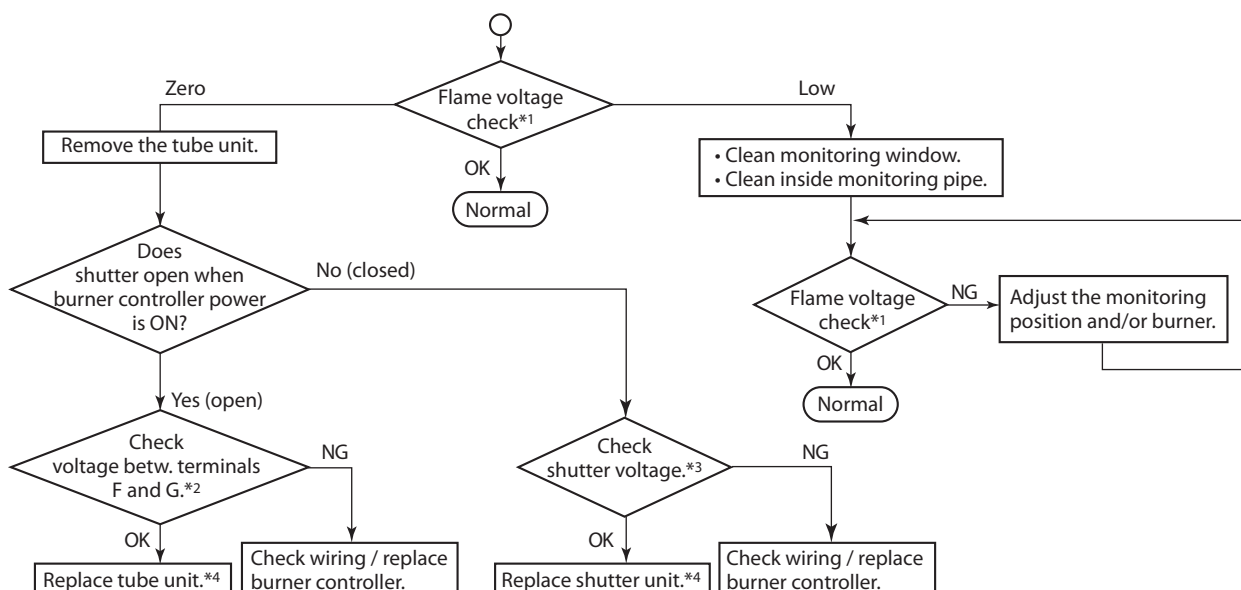 Zero
Flame voltage
check*1
Low
Remove the tube unit.
OK
Normal
• Clean monitoring window.
• Clean inside monitoring pipe.
Does
shutter open when
burner controller power
is ON?
No (closed)
Flame voltage
check*1
NG
Adjust the monitoring
position and/or burner.
OK
Normal
Yes (open)
Check
voltage betw. terminals
F and G.*2
NG
Check
shutter voltage.*3
NG
OK
Replace tube unit.*4
Check wiring / replace
burner controller.
OK
Replace shutter unit.*4
Check wiring / replace
burner controller.